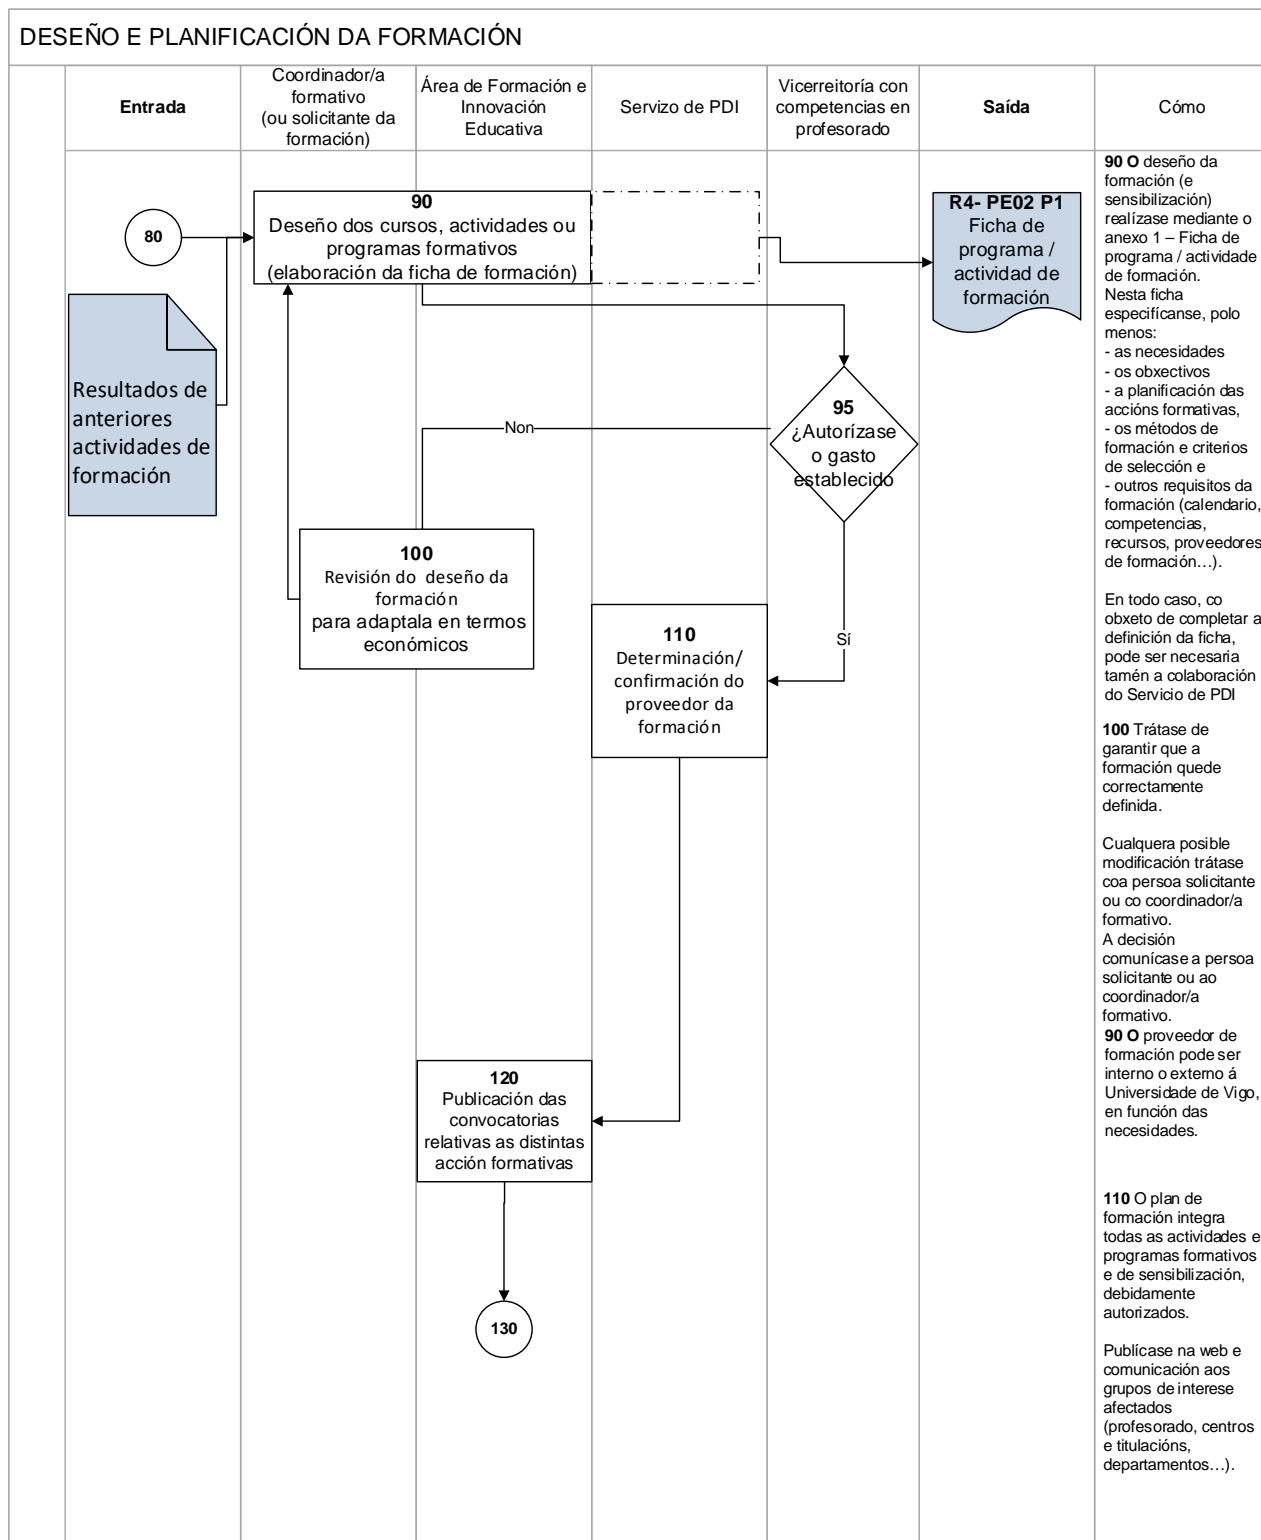 DESEÑO E PLANIFICACIÓN DA FORMACIÓN
Entrada
Coordinador/a
formativo
(ou solicitante da
formación)
Área de Formación e
Innovación
Educativa
Servizo de PDI
Vicerreitoría con
competencias en
profesorado
Saída
Cómo
80
Resultados de
anteriores
actividades de
formación
90
Deseño dos cursos, actividades ou
programas formativos
(elaboración da ficha de formación)
R4- PE02 P1
Ficha de
programa /
actividad de
formación
95
¿Autorízase
o gasto
establecido
Non
Sí
100
Revisión do deseño da
formación
para adaptala en termos
económicos
110
Determinación/
confirmación do
proveedor da
formación
120
Publicación das
convocatorias
relativas as distintas
acción formativas
130
90 O deseño da
formación (e
sensibilización)
realízase mediante o
anexo 1 – Ficha de
programa / actividade
de formación.
Nesta ficha
especifícanse, polo
menos:
- as necesidades
- os obxectivos
- a planificación das
accións formativas,
- os métodos de
formación e criterios
de selección e
- outros requisitos da
formación (calendario,
competencias,
recursos, proveedores
de formación…).
En todo caso, co
obxeto de completar a
definición da ficha,
pode ser necesaria
tamén a colaboración
do Servicio de PDI
100 Trátase de
garantir que a
formación quede
correctamente
definida.
Cualquera posible
modificación trátase
coa persoa solicitante
ou co coordinador/a
formativo.
A decisión
comunícase a persoa
solicitante ou ao
coordinador/a
formativo.
90 O proveedor de
formación pode ser
interno o externo á
Universidade de Vigo,
en función das
necesidades.
110 O plan de
formación integra
todas as actividades e
programas formativos
e de sensibilización,
debidamente
autorizados.
Publícase na web e
comunicación aos
grupos de interese
afectados
(profesorado, centros
e titulacións,
departamentos…).